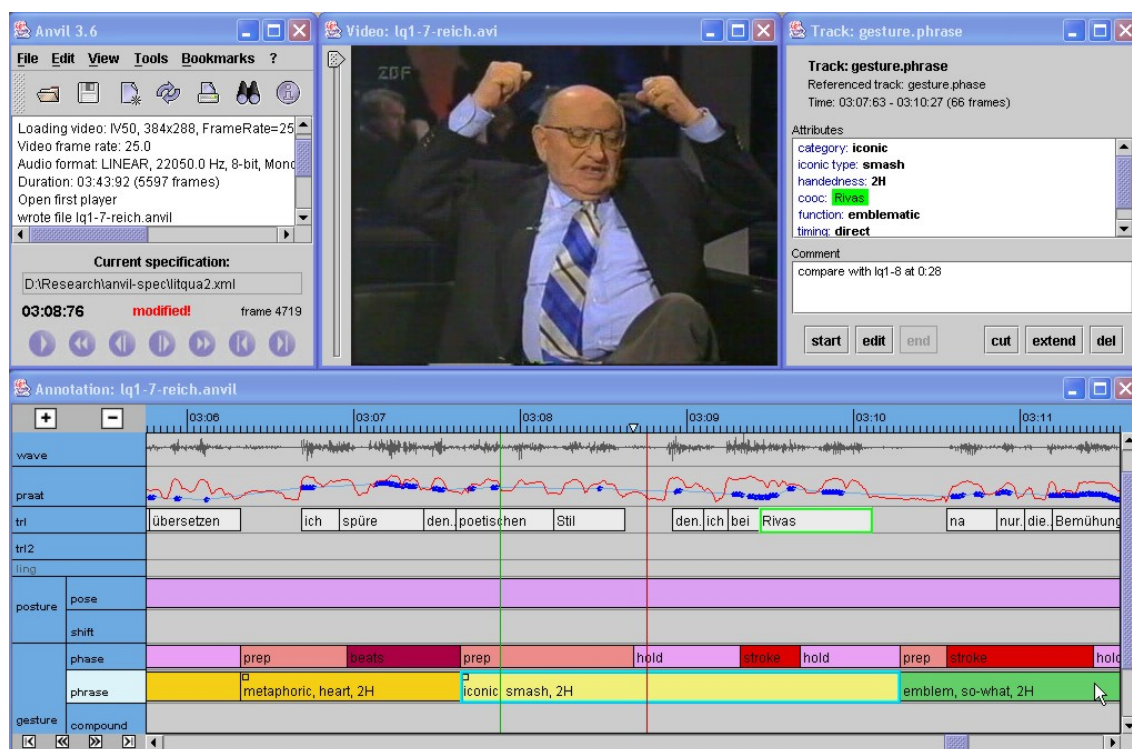 Anvil 3.6
File Edit View Tools Bookmarks ?
Loading video: IV50, 384x288, FrameRate=25
Video frame rate: 25.0
Audio format: LINEAR, 22050.0 Hz, 8-bit, Mono
Duration: 03:43:92 (5597 frames)
Open first player
wrote file lq1-7-reich.anvil
Current specification:
D:\Research\anvil-spec\litqua2.xml
03:08:76 modified! frame 4719
Video: lq1-7-reich.avi
ZDF
Track: gesture.phrase
Track: gesture.phrase
Referenced track: gesture.phase
Time: 03:07:63 - 03:10:27 (66 frames)
Attributes
category: iconic
iconic type: smash
handedness: 2H
cooc: Rivas
function: emblematic
timing: direct
Comment
compare with lq1-8 at 0:28
start edit end cut extend del
Annotation: lq1-7-reich.anvil
+ - 03:06 03:07 03:08 03:09 03:10 03:11
wave
praat
trl übersetzen ich spüre den.. poetischen Stil den.. ich bei Rivas na nur.. die.. Bemühung
trl2
ling
posture pose
shift
phase prep beats prep hold stroke hold prep stroke hold
phrase metaphoric, heart, 2H iconic, smash, 2H emblem, so-what, 2H
gesture compound